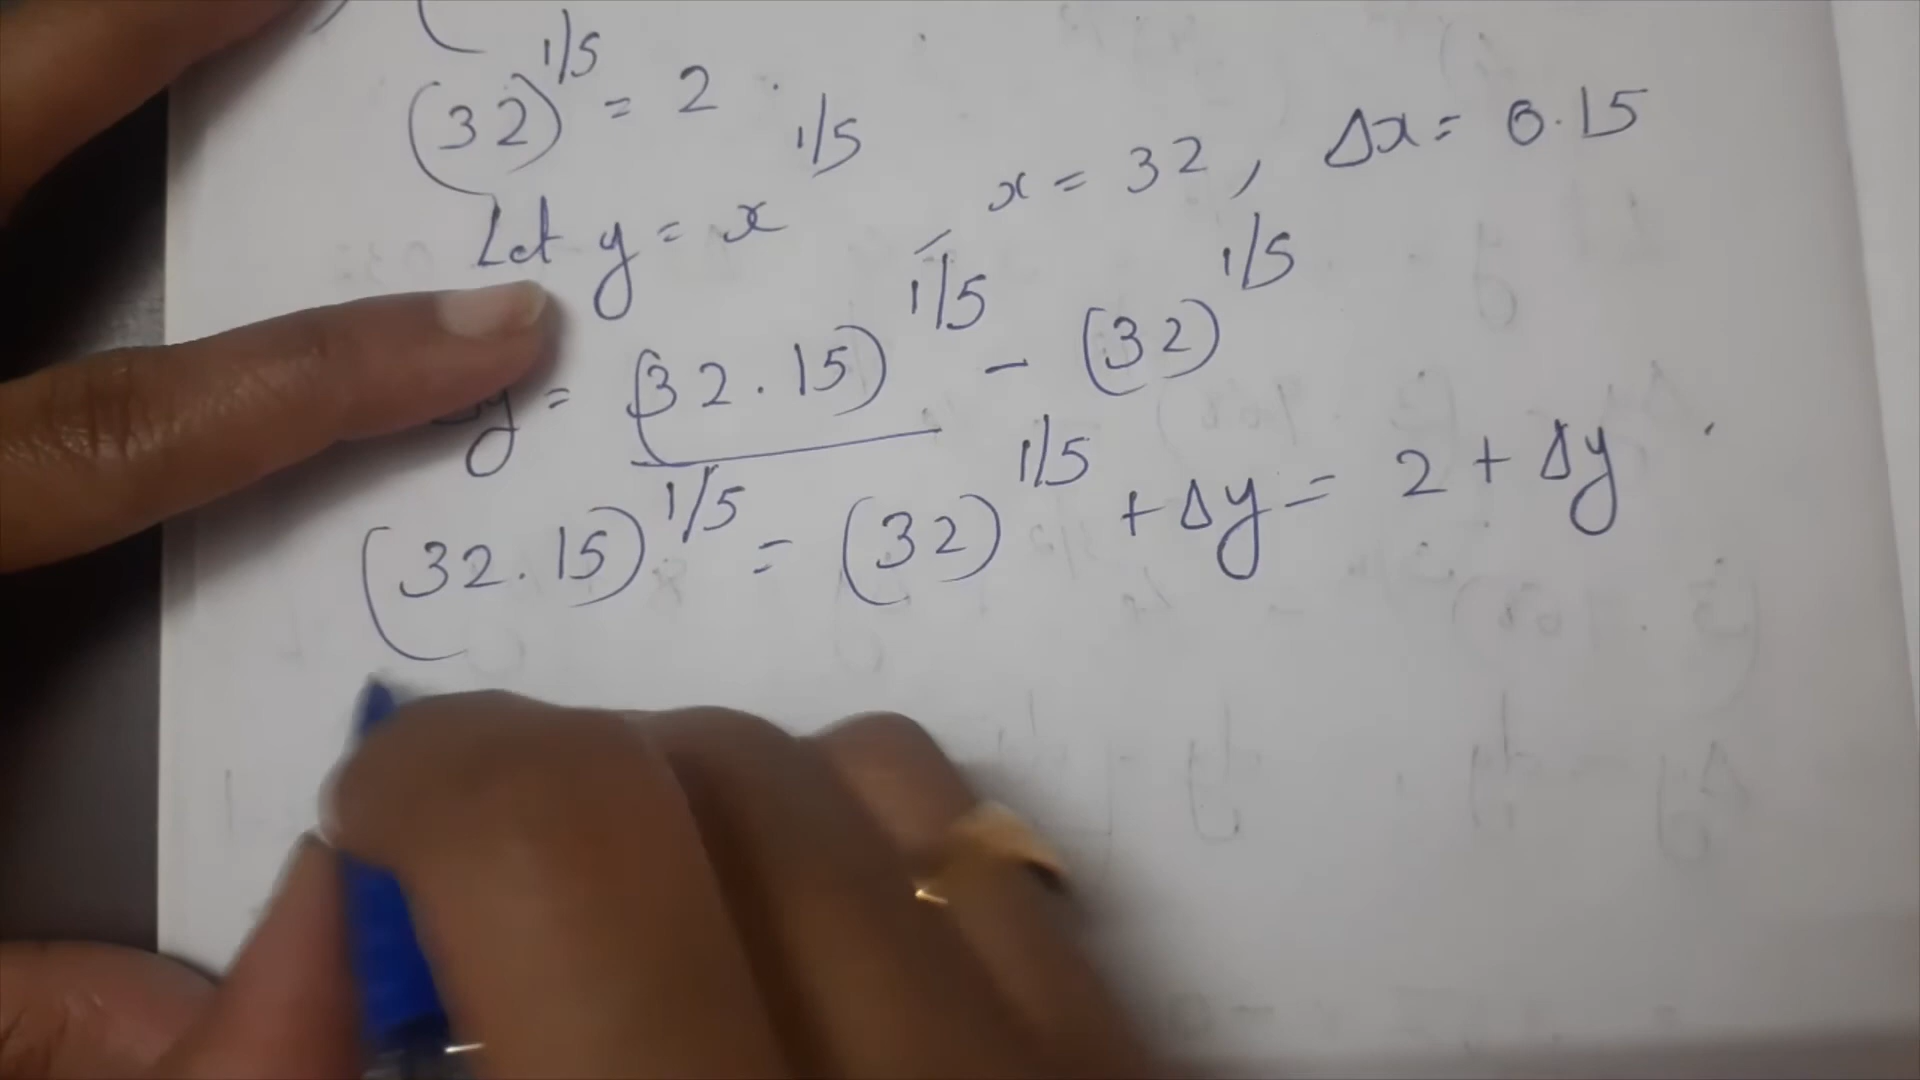 (32)^1/5 = 2
Let y = x^1/5 x = 32, Δx = 0.15
y = (32.15)^1/5 - (32)^1/5
(32.15)^1/5 = (32)^1/5 + Δy = 2 + Δy